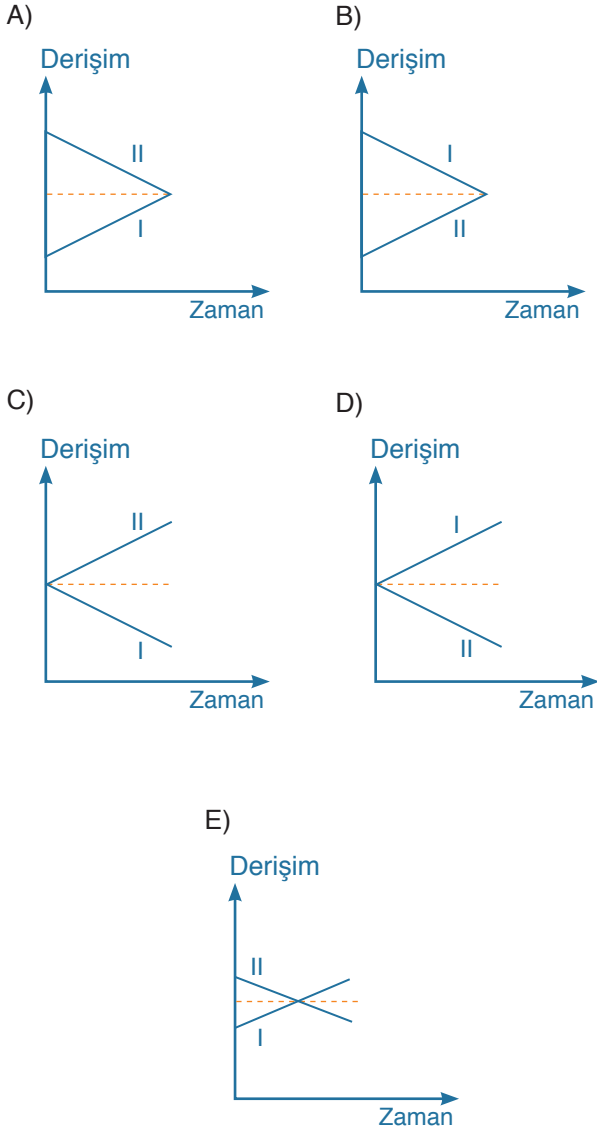 A)
Derişim
II
I
Zaman
B)
Derişim
I
II
Zaman
C)
Derişim
II
I
Zaman
D)
Derişim
I
II
Zaman
E)
Derişim
II
I
Zaman